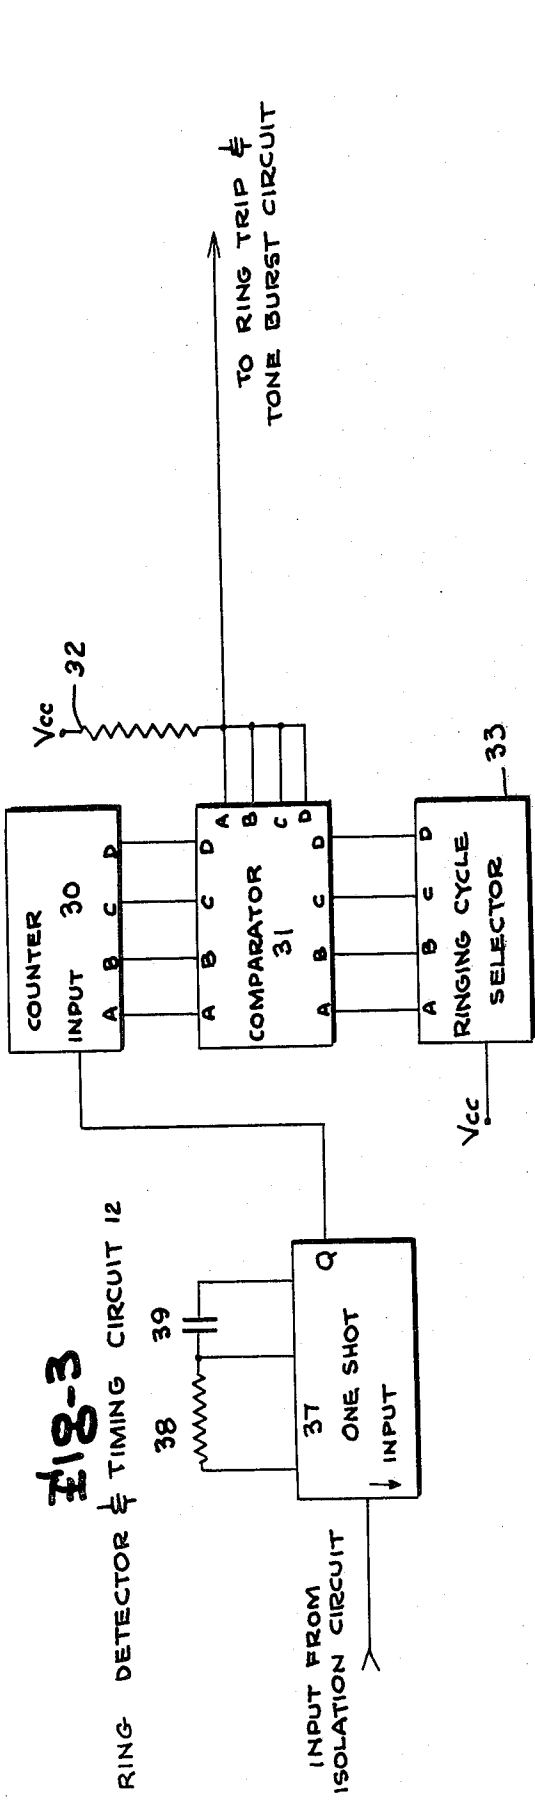 Fig-3
RING DETECTOR & TIMING CIRCUIT 12
INPUT FROM
ISOLATION CIRCUIT
38
39
37
ONE SHOT
↓ INPUT
Q
COUNTER
INPUT 30
A B C D
A B C D
COMPARATOR
31
A B C D
A
B
C
D
A B C D
RINGING CYCLE
SELECTOR
33
Vcc
Vcc
32
TO RING TRIP &
TONE BURST CIRCUIT